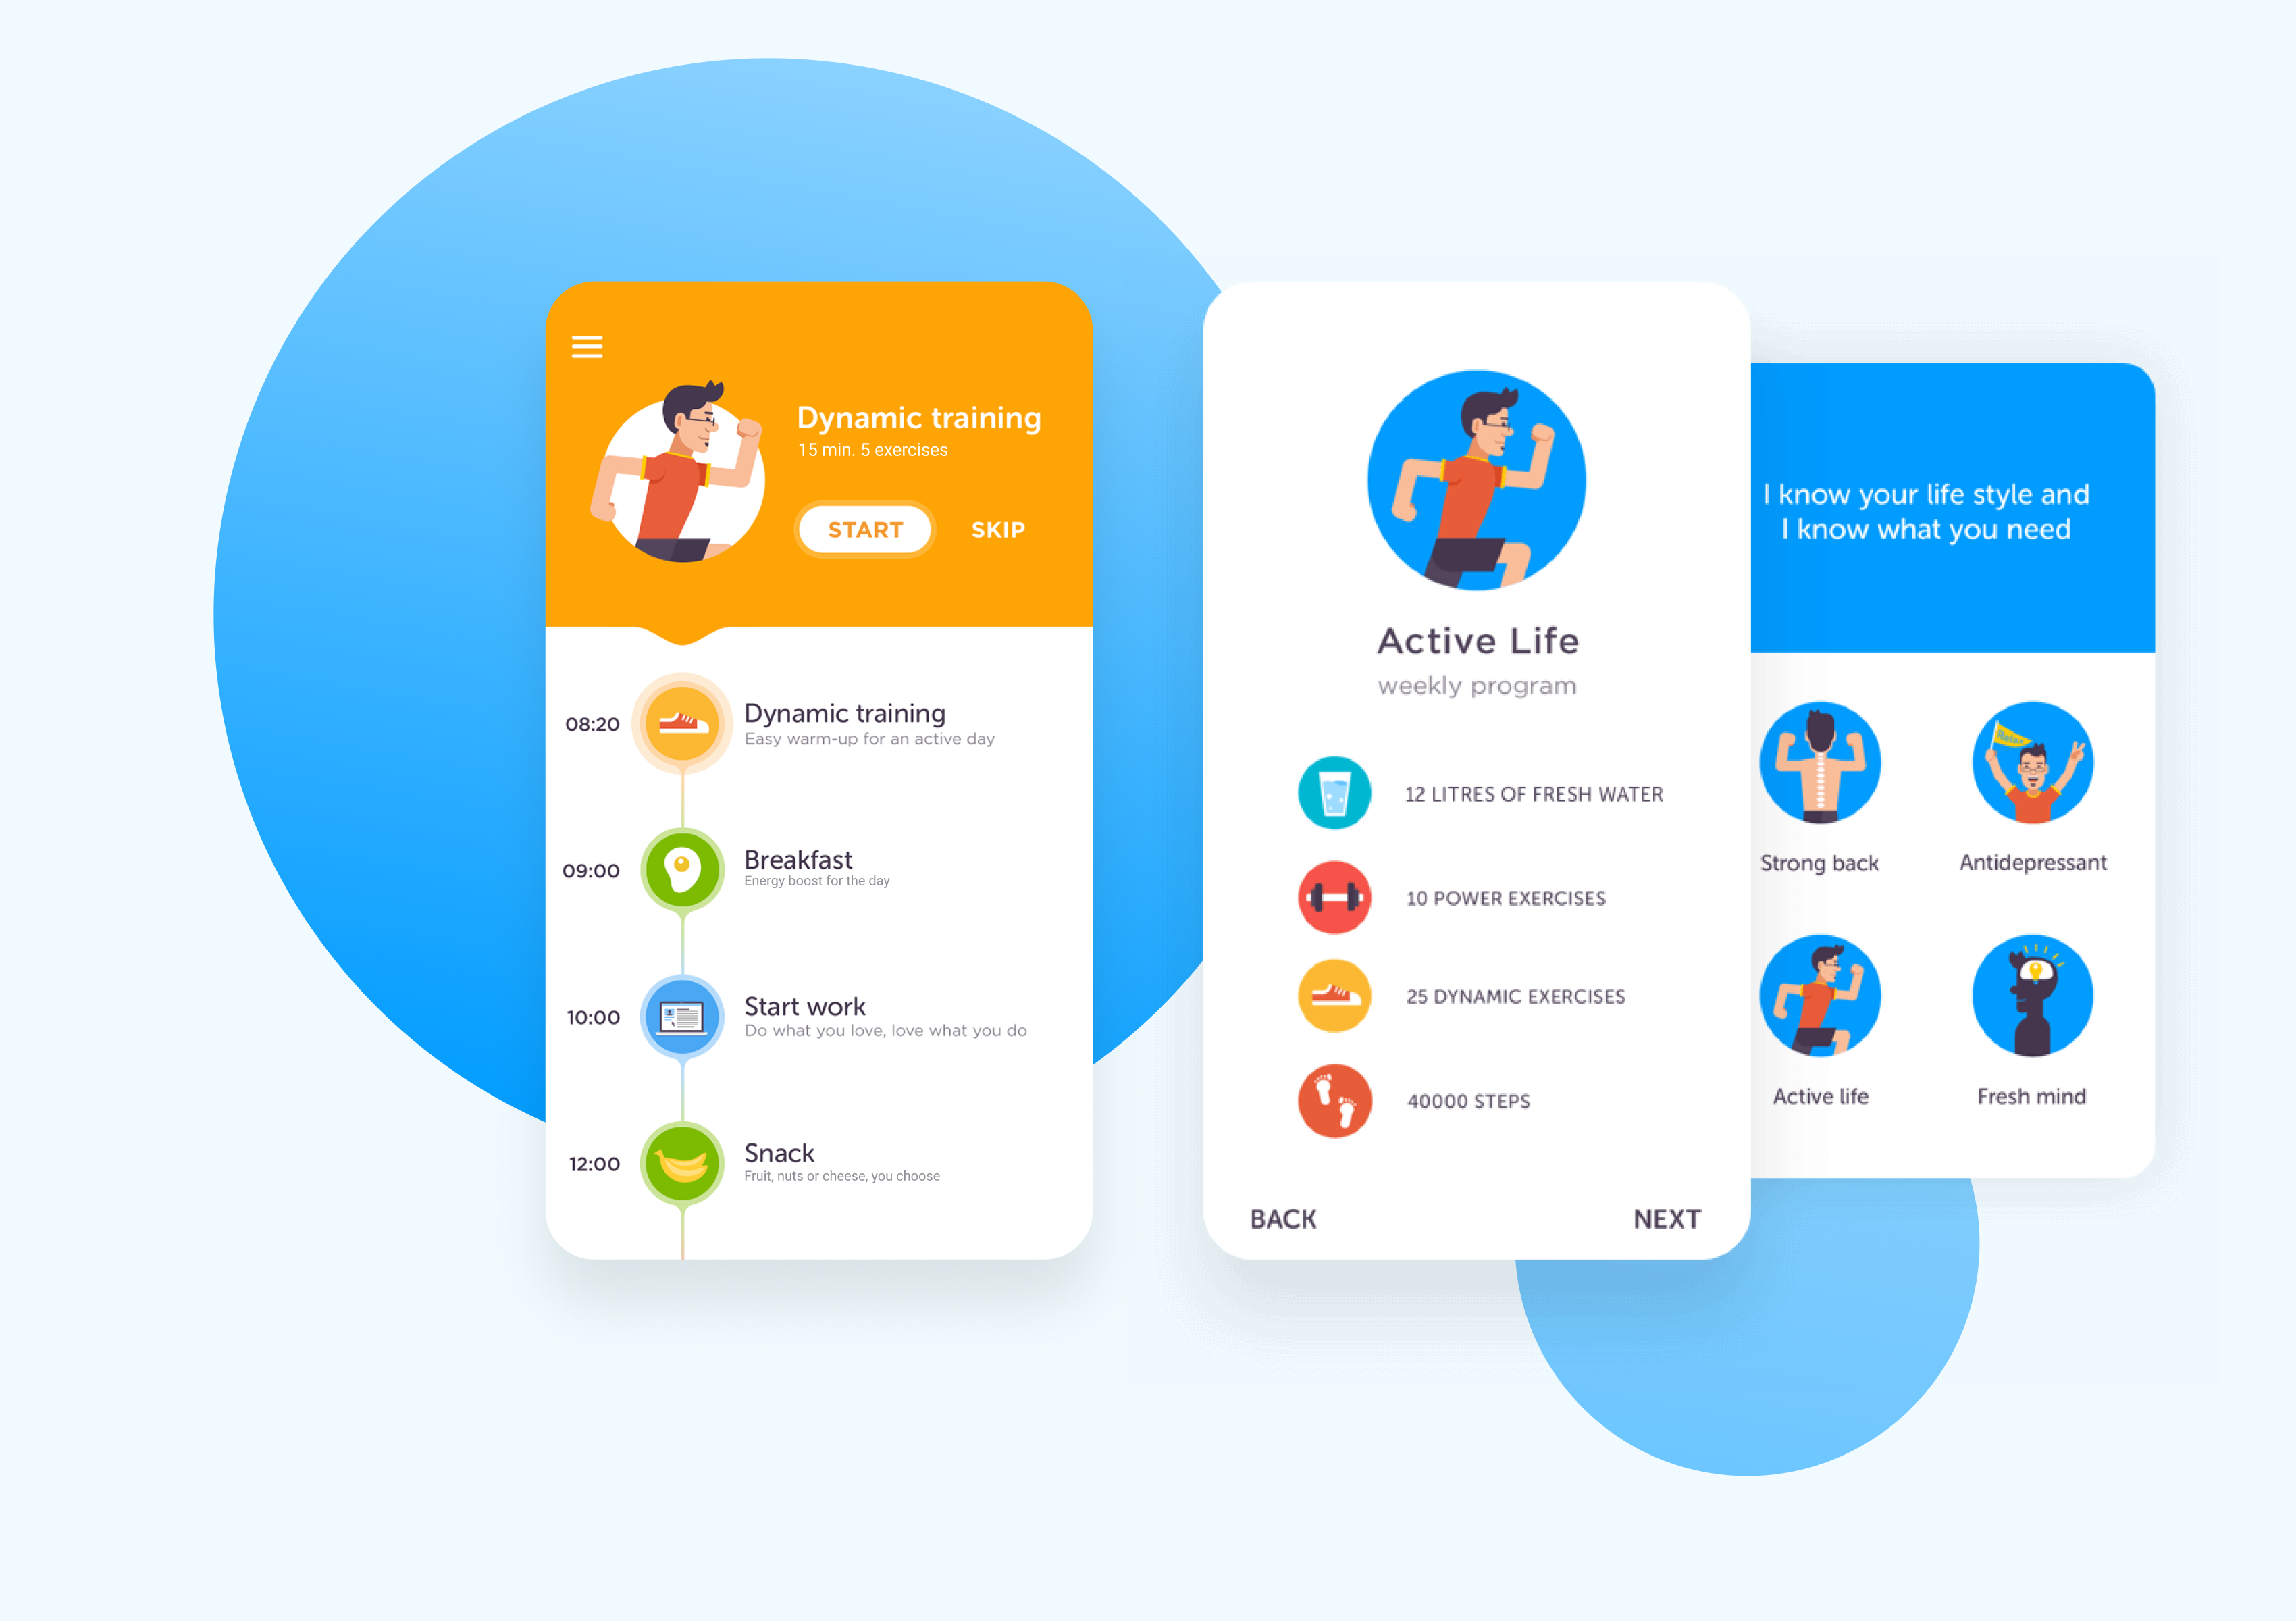 Dynamic training
15 min. 5 exercises
START
SKIP
08:20
Dynamic training
Easy warm-up for an active day
09:00
Breakfast
Energy boost for the day
10:00
Start work
Do what you love, love what you do
12:00
Snack
Fruit, nuts or cheese, you choose
Active Life
weekly program
12 LITRES OF FRESH WATER
10 POWER EXERCISES
25 DYNAMIC EXERCISES
40000 STEPS
BACK
NEXT
I know your life style and
I know what you need
Relax
Strong back
Antidepressant
Active life
Fresh mind